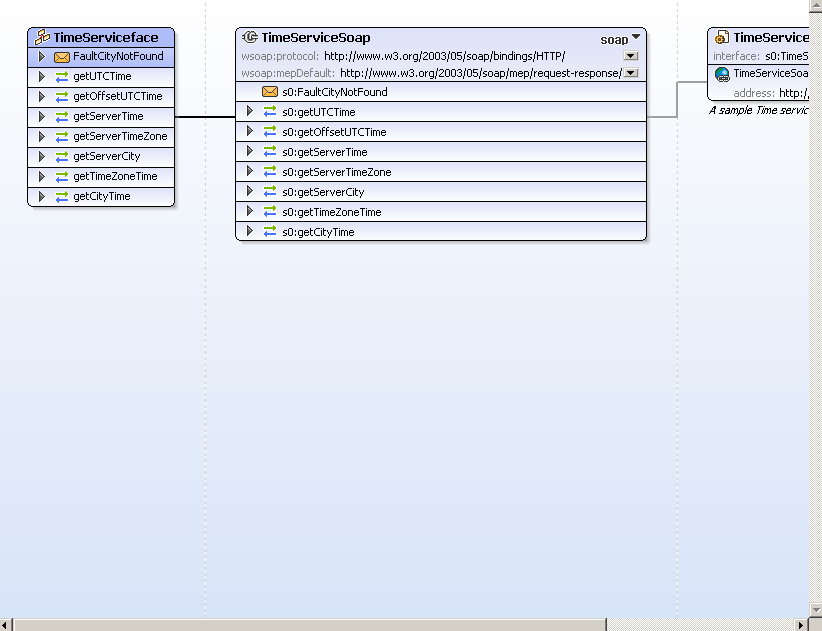 TimeServiceface
FaultCityNotFound
getUTCTime
getOffsetUTCTime
getServerTime
getServerTimeZone
getServerCity
getTimeZoneTime
getCityTime
TimeServiceSoap soap
wsoap:protocol: http://www.w3.org/2003/05/soap/bindings/HTTP/
wsoap:mepDefault: http://www.w3.org/2003/05/soap/mep/request-response/
s0:FaultCityNotFound
s0:getUTCTime
s0:getOffsetUTCTime
s0:getServerTime
s0:getServerTimeZone
s0:getServerCity
s0:getTimeZoneTime
s0:getCityTime
TimeService
interface: s0:TimeS
TimeServiceSoa
address: http:/
A sample Time servic